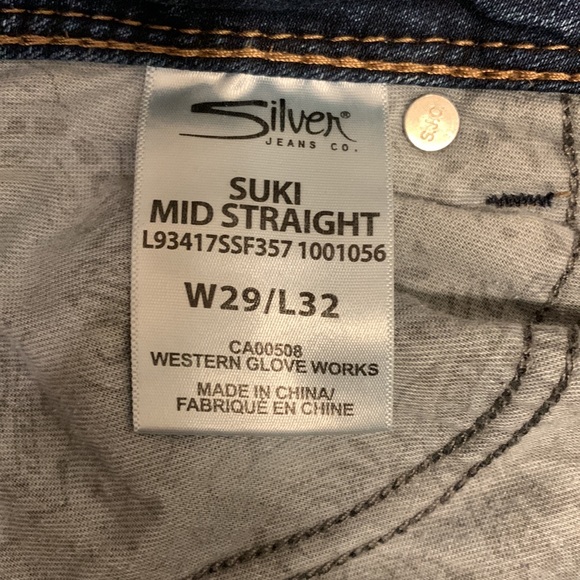 Silver®
JEANS CO.
SJC
SUKI
MID STRAIGHT
L93417SSF357 1001056
W29/L32
CA00508
WESTERN GLOVE WORKS
MADE IN CHINA/
FABRIQUÉ EN CHINE